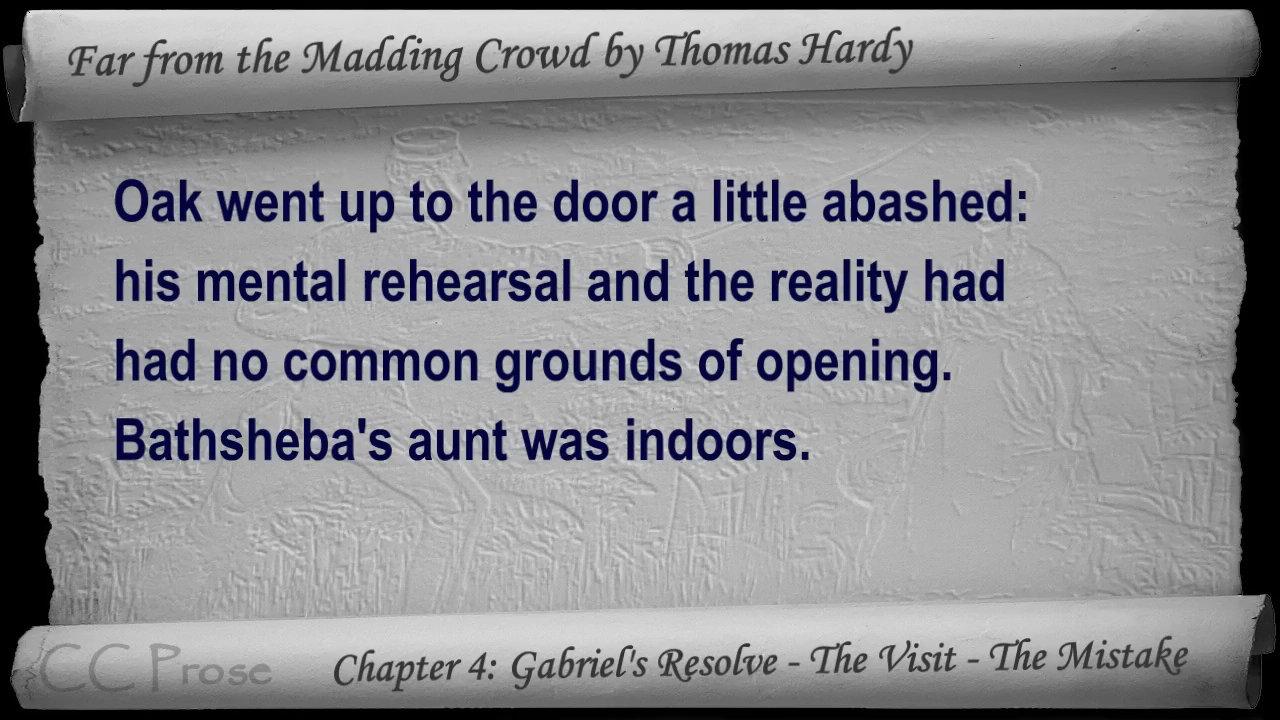 Far from the Madding Crowd by Thomas Hardy
Oak went up to the door a little abashed:
his mental rehearsal and the reality had
had no common grounds of opening.
Bathsheba's aunt was indoors.
CC Prose
Chapter 4: Gabriel's Resolve - The Visit - The Mistake